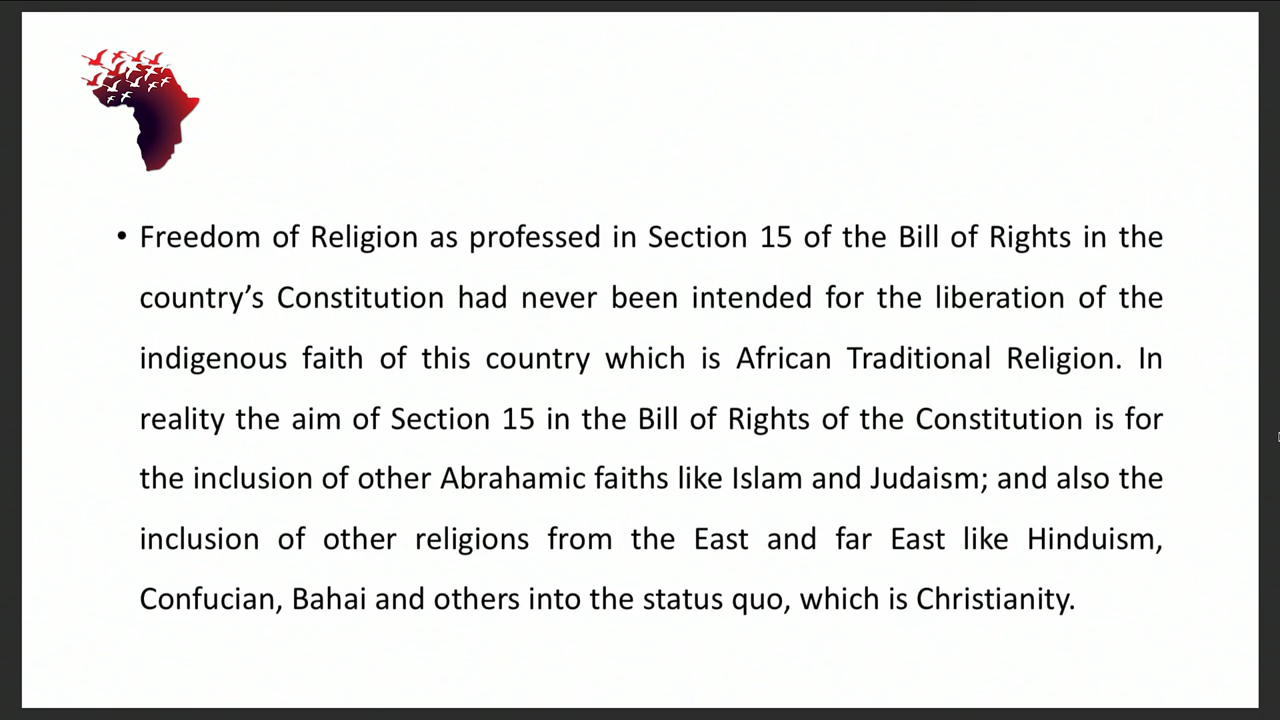 • Freedom of Religion as professed in Section 15 of the Bill of Rights in the
country’s Constitution had never been intended for the liberation of the
indigenous faith of this country which is African Traditional Religion. In
reality the aim of Section 15 in the Bill of Rights of the Constitution is for
the inclusion of other Abrahamic faiths like Islam and Judaism; and also the
inclusion of other religions from the East and far East like Hinduism,
Confucian, Bahai and others into the status quo, which is Christianity.